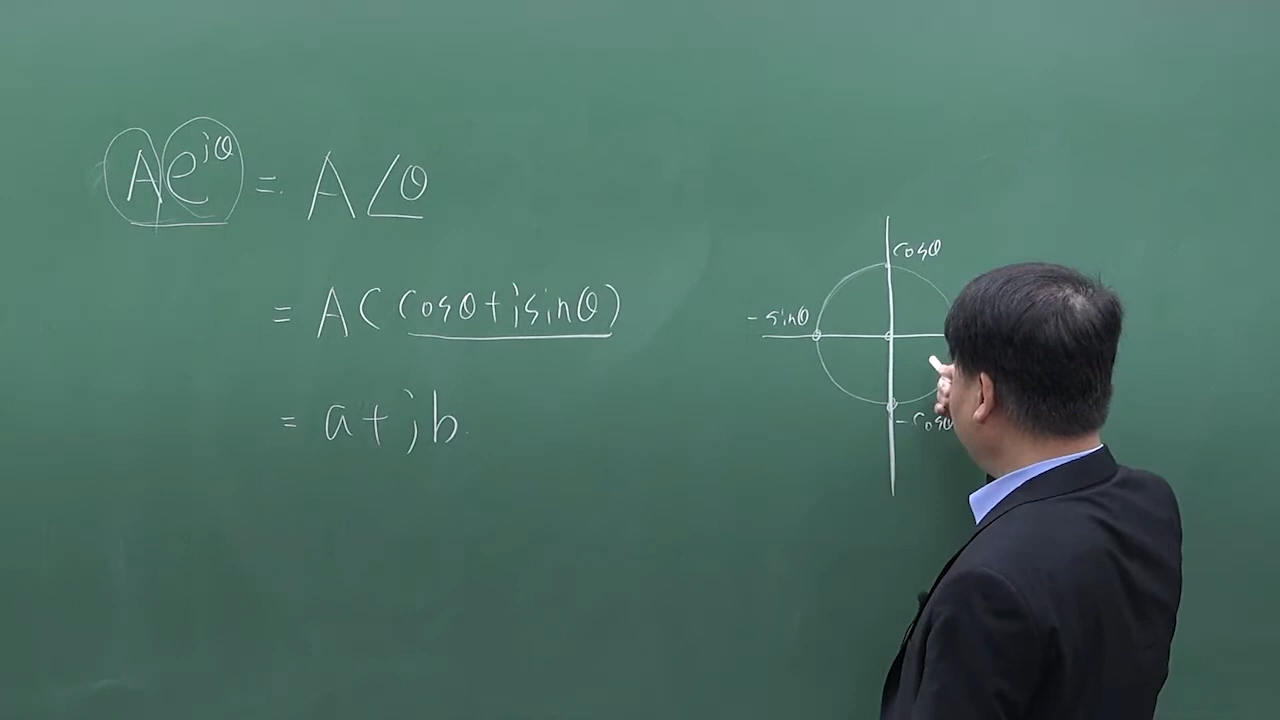 Ae^{jθ} = A∠θ
= A(cosθ+jsinθ)
= a+jb
cosθ
-sinθ
-cosθ